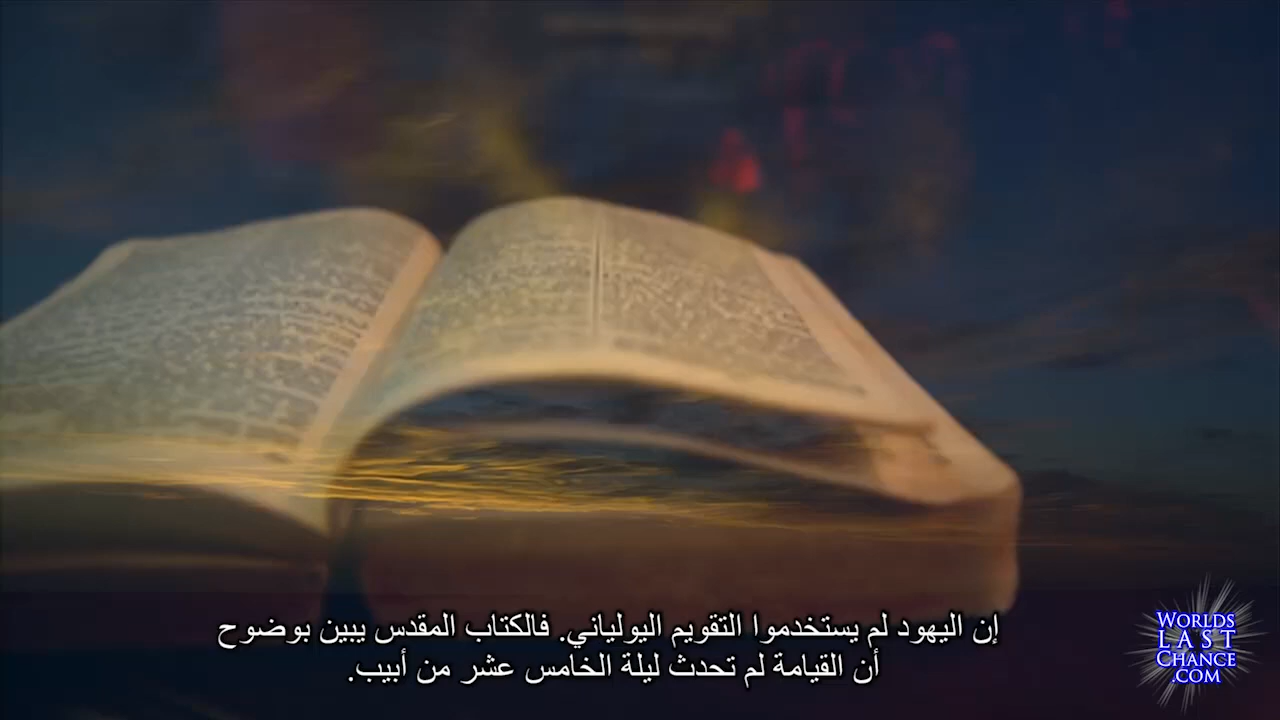 إن اليهود لم يستخدموا التقويم اليولياني. فالكتاب المقدس يبين بوضوح
أن القيامة لم تحدث ليلة الخامس عشر من أبيب.
WORLDS
LAST
CHANCE
.COM